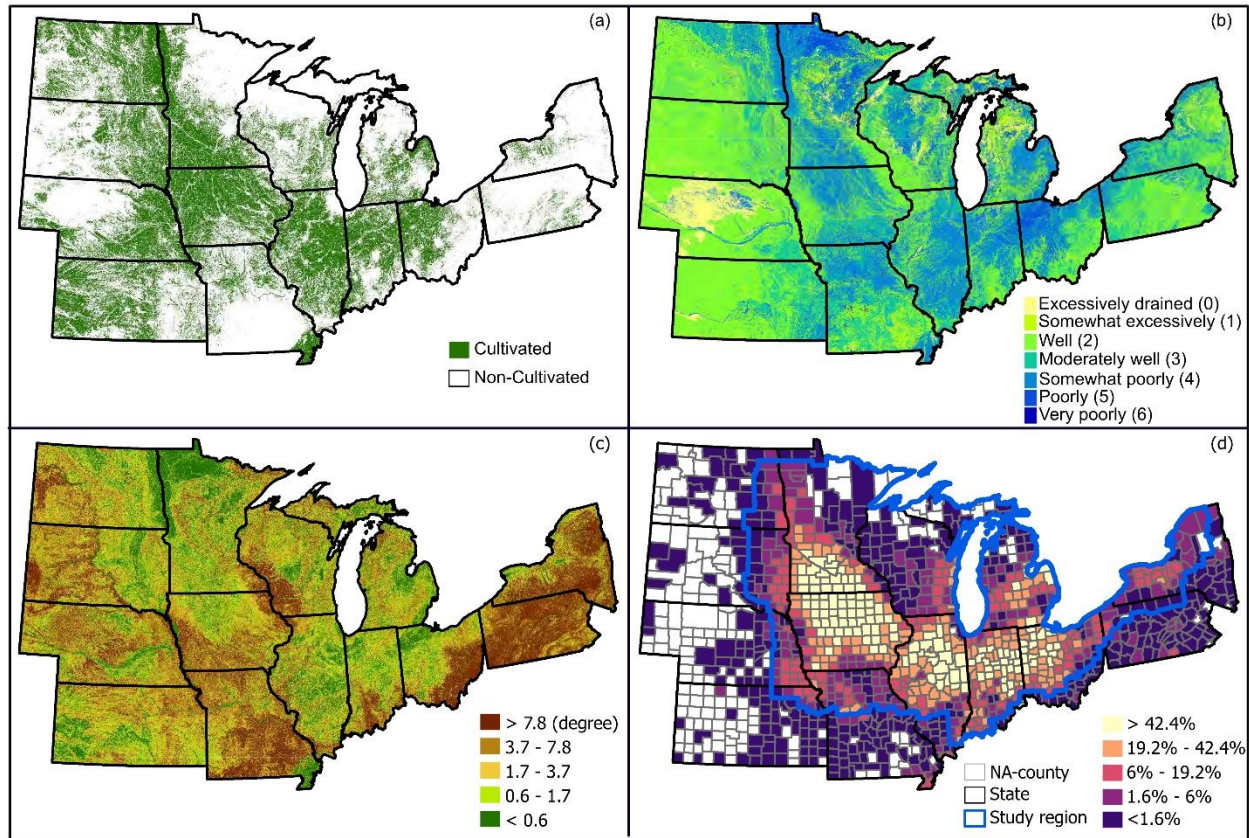 (a)
Cultivated
Non-Cultivated
(b)
Excessively drained (0)
Somewhat excessively (1)
Well (2)
Moderately well (3)
Somewhat poorly (4)
Poorly (5)
Very poorly (6)
(c)
> 7.8 (degree)
3.7 - 7.8
1.7 - 3.7
0.6 - 1.7
< 0.6
(d)
NA-county
State
Study region
> 42.4%
19.2% - 42.4%
6% - 19.2%
1.6% - 6%
<1.6%